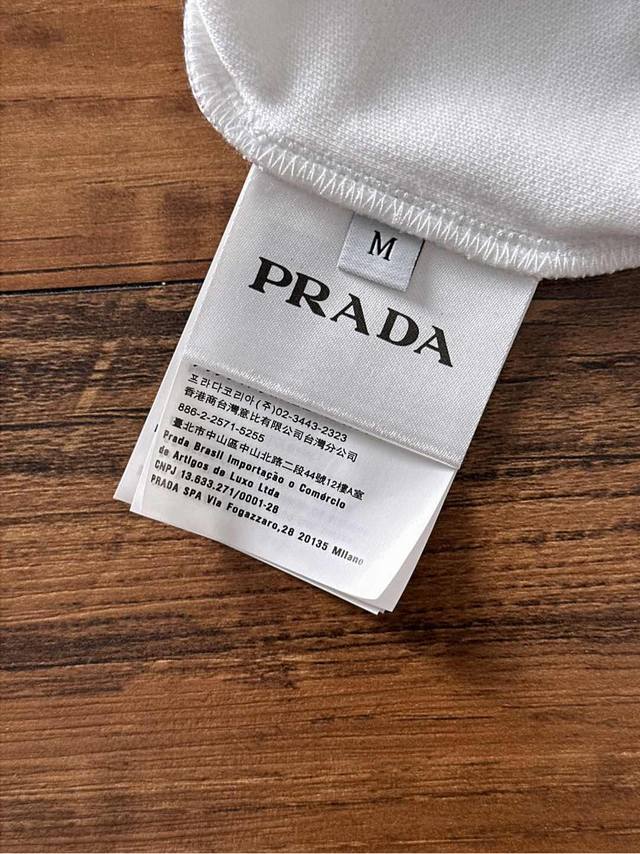 M
PRADA
프라다코리아(주)02-3443-2323
香港商台灣意比有限公司台灣分公司
886-2-2571-5255
臺北市中山區中山北路二段44號12樓A室
Prada Brasil Importação o Comércio
de Artigos de Luxo Ltda
CNPJ 13.633,271/0001-28
PRADA SPA Via Fogazzaro,28 20135 Milano